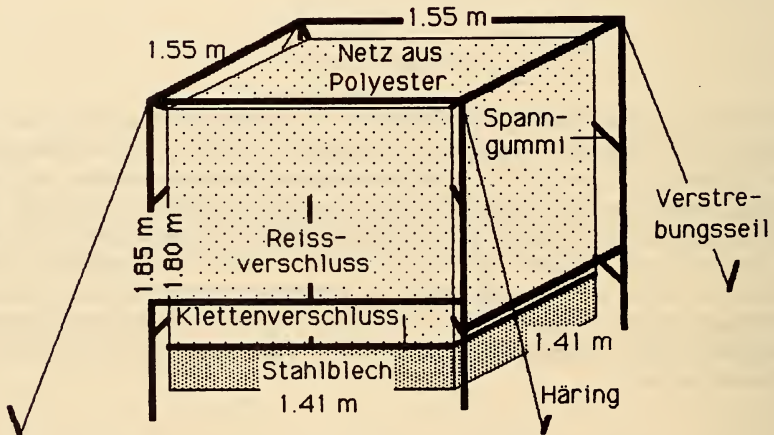 1.55 m
1.55 m
Netz aus
Polyester
Spann-
gummi
Verstre-
bungsseil
1.85 m
1.80 m
Reiss-
verschluss
Klettenverschluss
1.41 m
Stahlblech
1.41 m
Häring